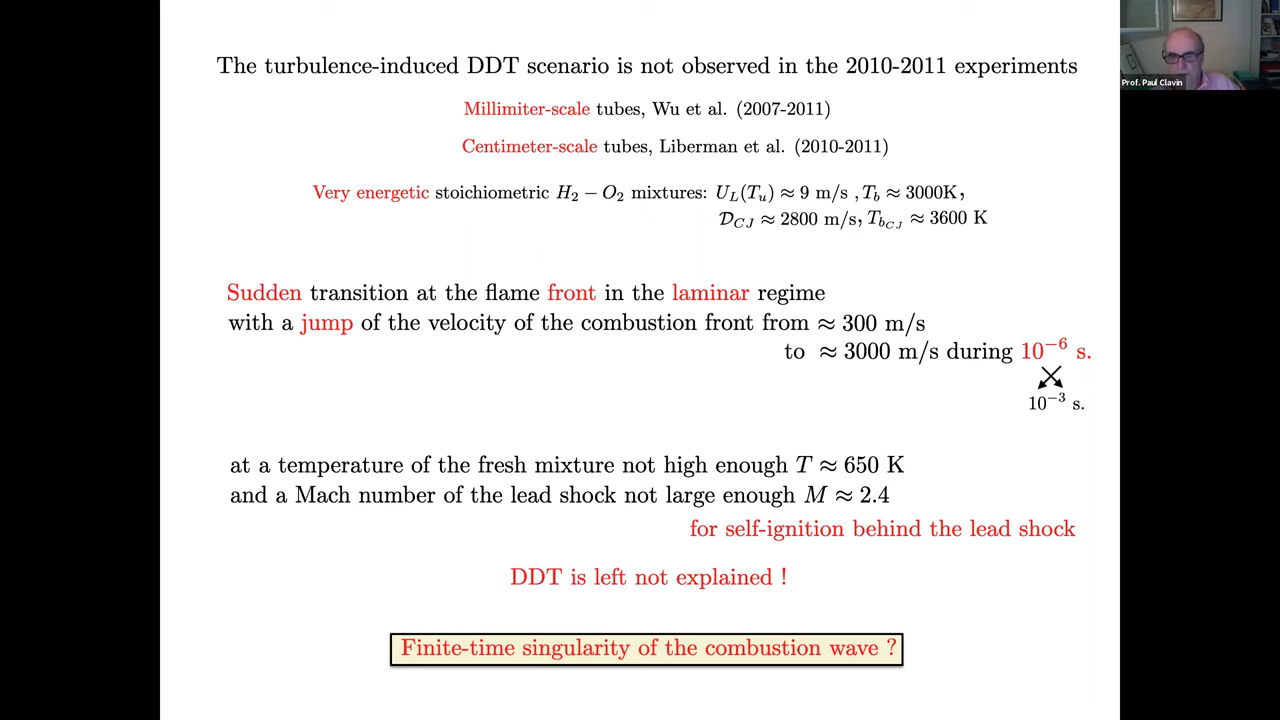 The turbulence-induced DDT scenario is not observed in the 2010-2011 experiments
Prof. Paul Clavin
Millimiter-scale tubes, Wu et al. (2007-2011)
Centimeter-scale tubes, Liberman et al. (2010-2011)
Very energetic stoichiometric H₂ − O₂ mixtures: U_L(T_u) ≈ 9 m/s , T_b ≈ 3000K,
𝒟_CJ ≈ 2800 m/s, T_b_CJ ≈ 3600 K
Sudden transition at the flame front in the laminar regime
with a jump of the velocity of the combustion front from ≈ 300 m/s
to ≈ 3000 m/s during 10⁻⁶ s.
10⁻³ s.
at a temperature of the fresh mixture not high enough T ≈ 650 K
and a Mach number of the lead shock not large enough M ≈ 2.4
for self-ignition behind the lead shock
DDT is left not explained !
Finite-time singularity of the combustion wave ?